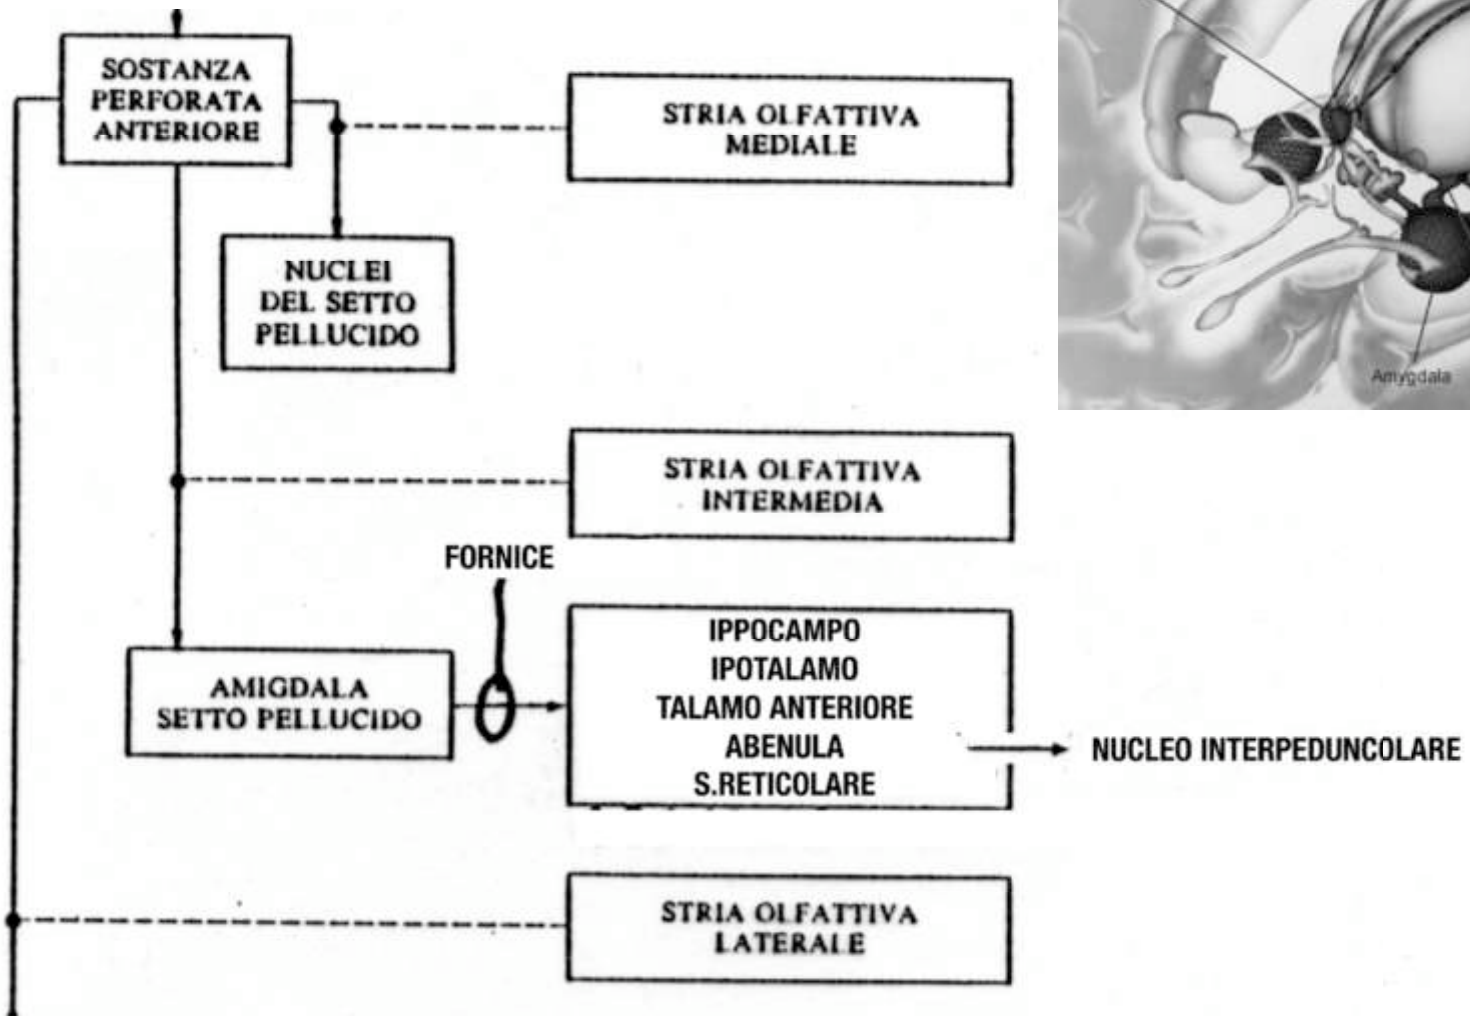 SOSTANZA
PERFORATA
ANTERIORE
STRIA OLFATTIVA
MEDIALE
NUCLEI
DEL SETTO
PELLUCIDO
Amygdala
STRIA OLFATTIVA
INTERMEDIA
FORNICE
AMIGDALA
SETTO PELLUCIDO
IPPOCAMPO
IPOTALAMO
TALAMO ANTERIORE
ABENULA
S.RETICOLARE
NUCLEO INTERPEDUNCOLARE
STRIA OLFATTIVA
LATERALE